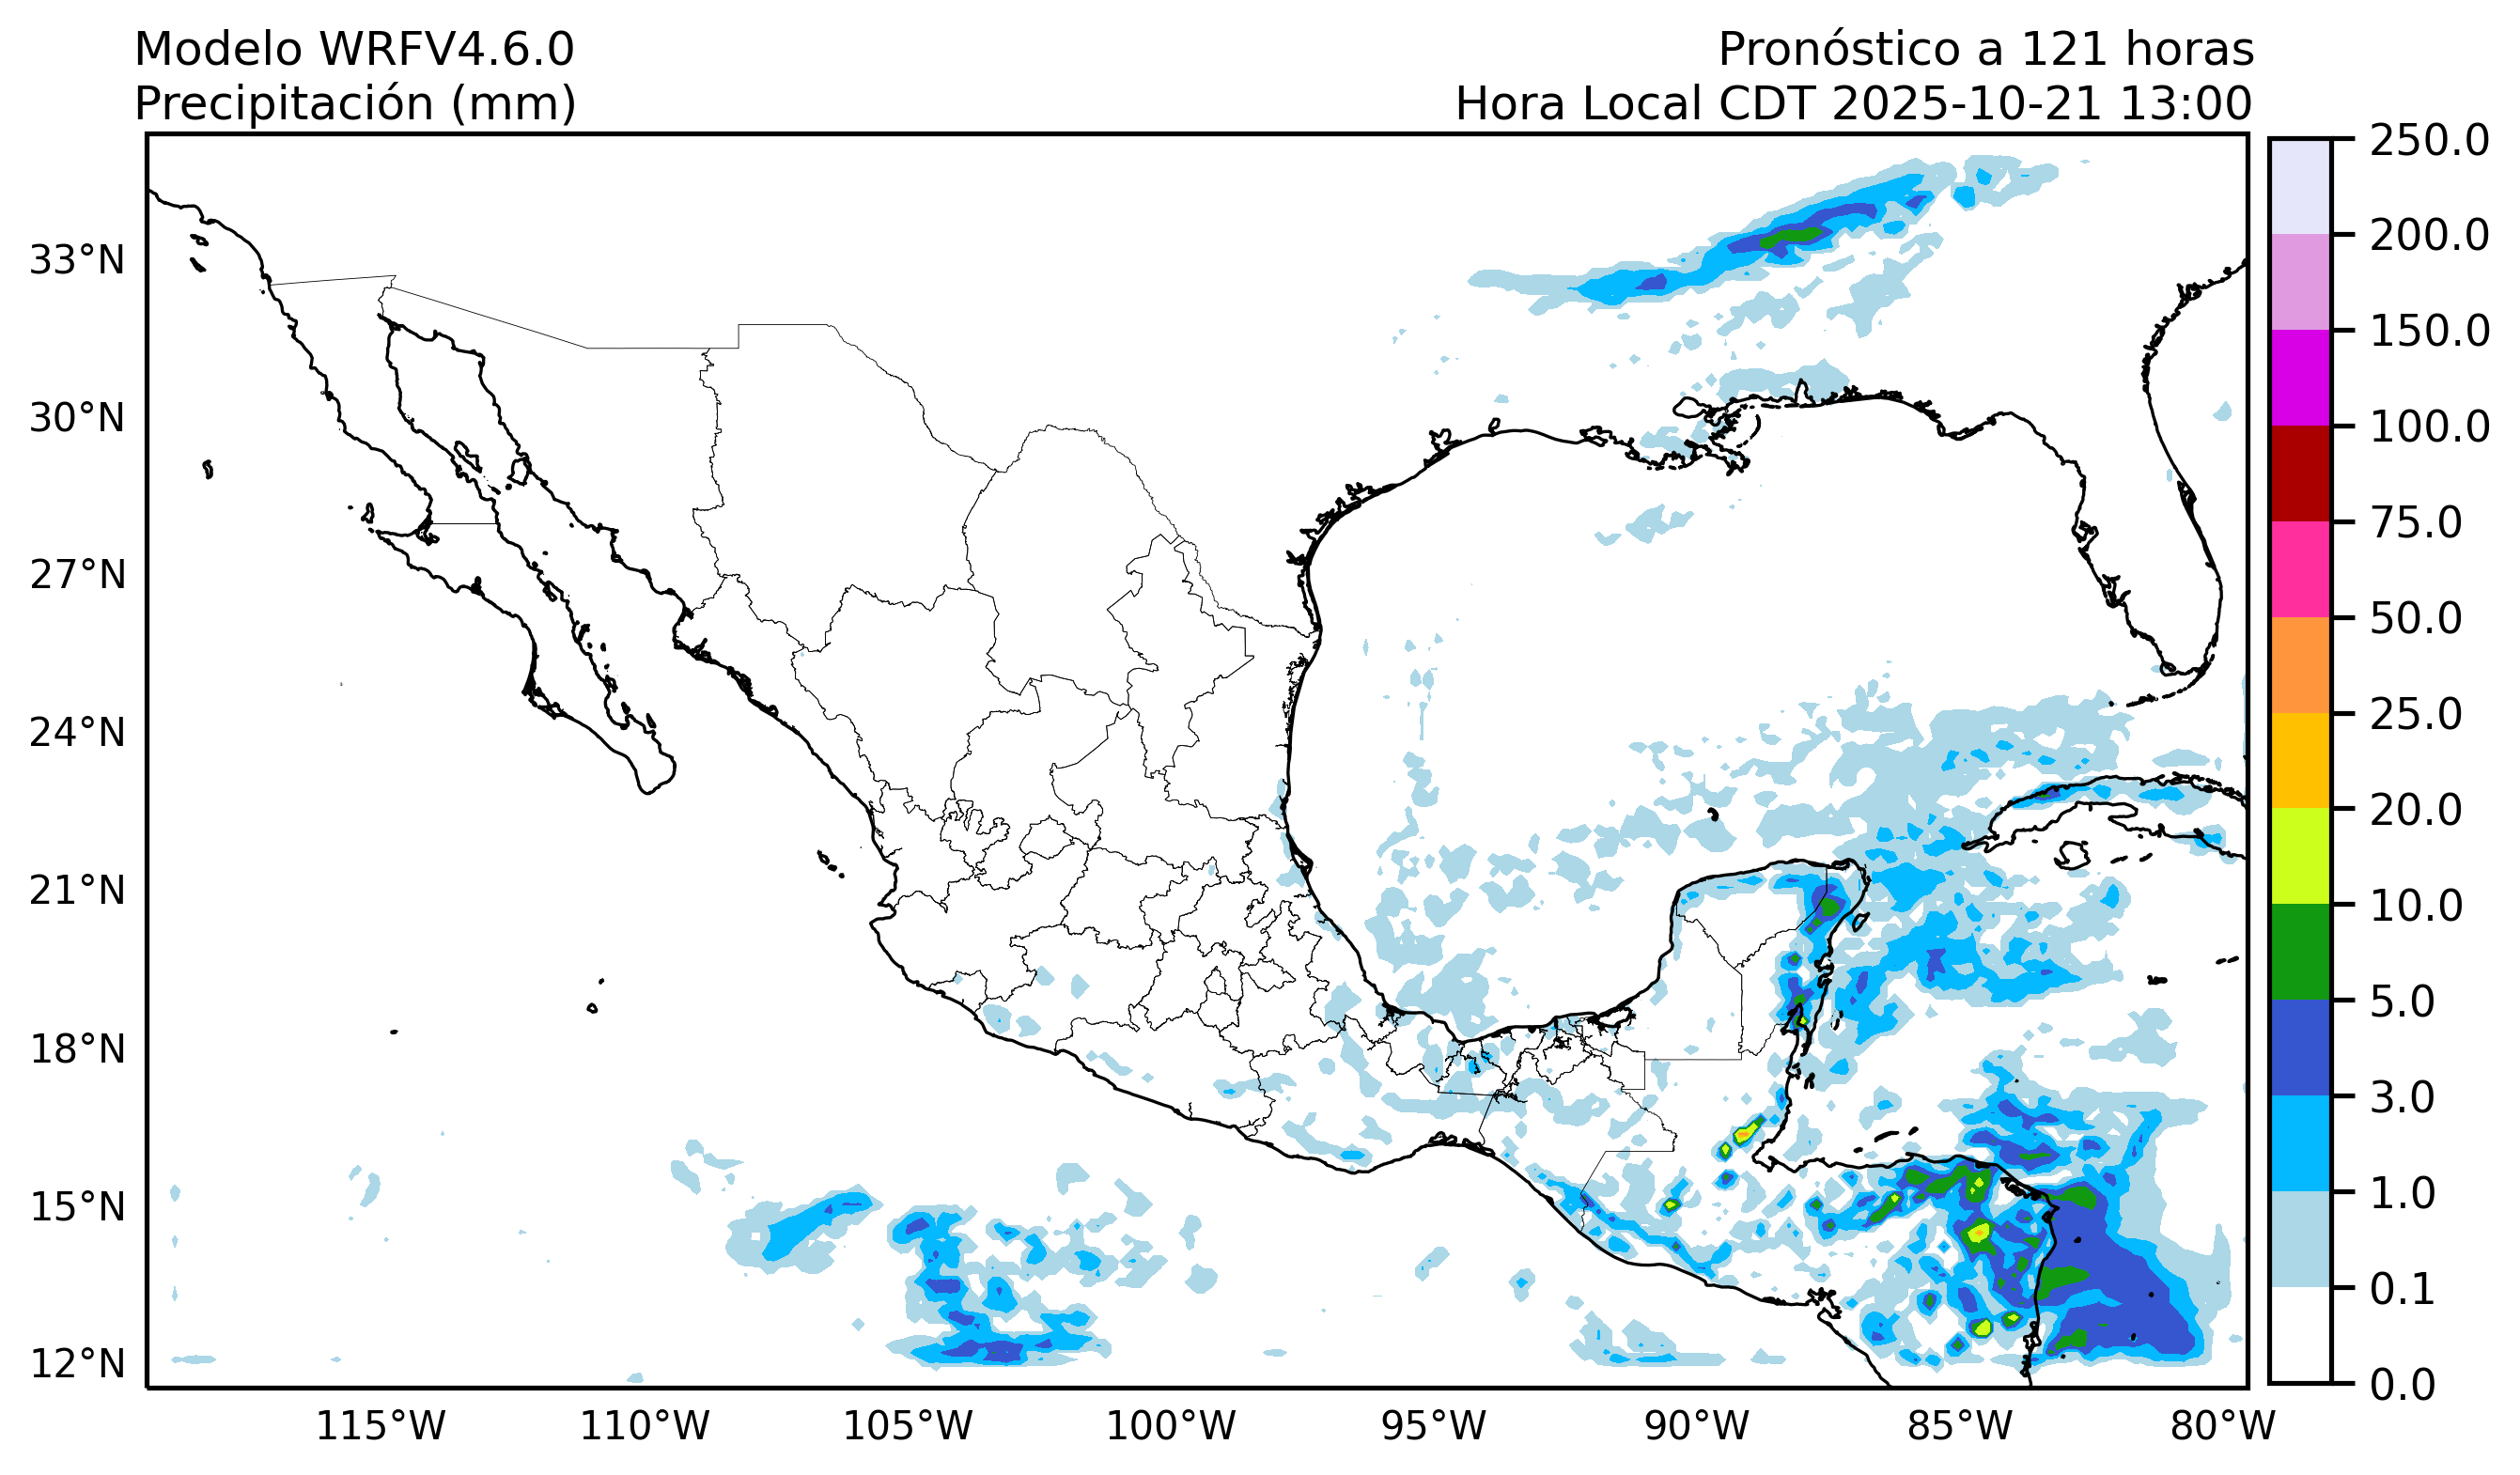 Modelo WRFV4.6.0
Precipitación (mm)
Pronóstico a 121 horas
Hora Local CDT 2025-10-21 13:00
33°N
30°N
27°N
24°N
21°N
18°N
15°N
12°N
115°W
110°W
105°W
100°W
95°W
90°W
85°W
80°W
250.0
200.0
150.0
100.0
75.0
50.0
25.0
20.0
10.0
5.0
3.0
1.0
0.1
0.0